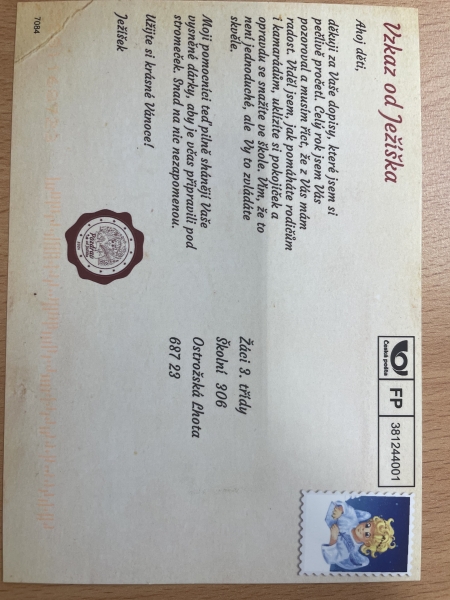 Vzkaz od Ježíška
Ahoj děti,
děkuji za Vaše dopisy, které jsem si
pečlivě pročetl. Celý rok jsem Vás
pozoroval a musím říct, že z Vás mám
radost. Viděl jsem, jak pomáháte rodičům
i kamarádům, uklízíte si pokojíček a
opravdu se snažíte ve škole. Vím, že to
není jednoduché, ale Vy to zvládáte
skvěle.
Moji pomocníci teď pilně shánějí Vaše
vysněné dárky, aby je včas připravili pod
stromeček. Snad na nic nezapomenou.
Užijte si krásné Vánoce!
Ježíšek
7084
Česká pošta
FP
381244001
Žáci 3. třídy
Školní 306
Ostrožská Lhota
687 23